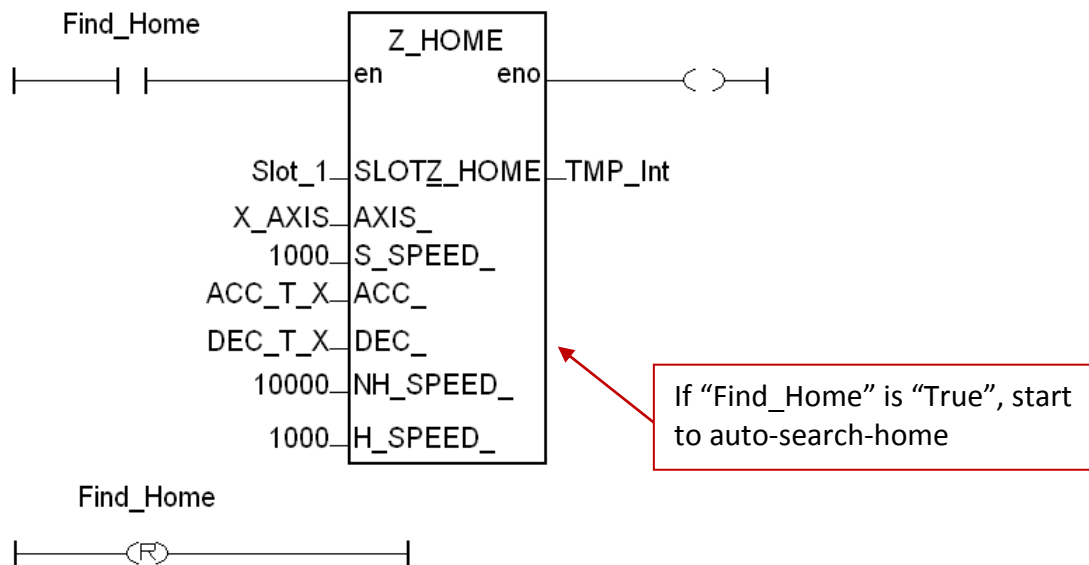 Find_Home
Z_HOME
en eno
Slot_1 SLOTZ_HOME TMP_Int
X_AXIS AXIS_
1000 S_SPEED_
ACC_T_X ACC_
DEC_T_X DEC_
10000 NH_SPEED_
1000 H_SPEED_
If “Find_Home” is “True”, start
to auto-search-home
Find_Home
R